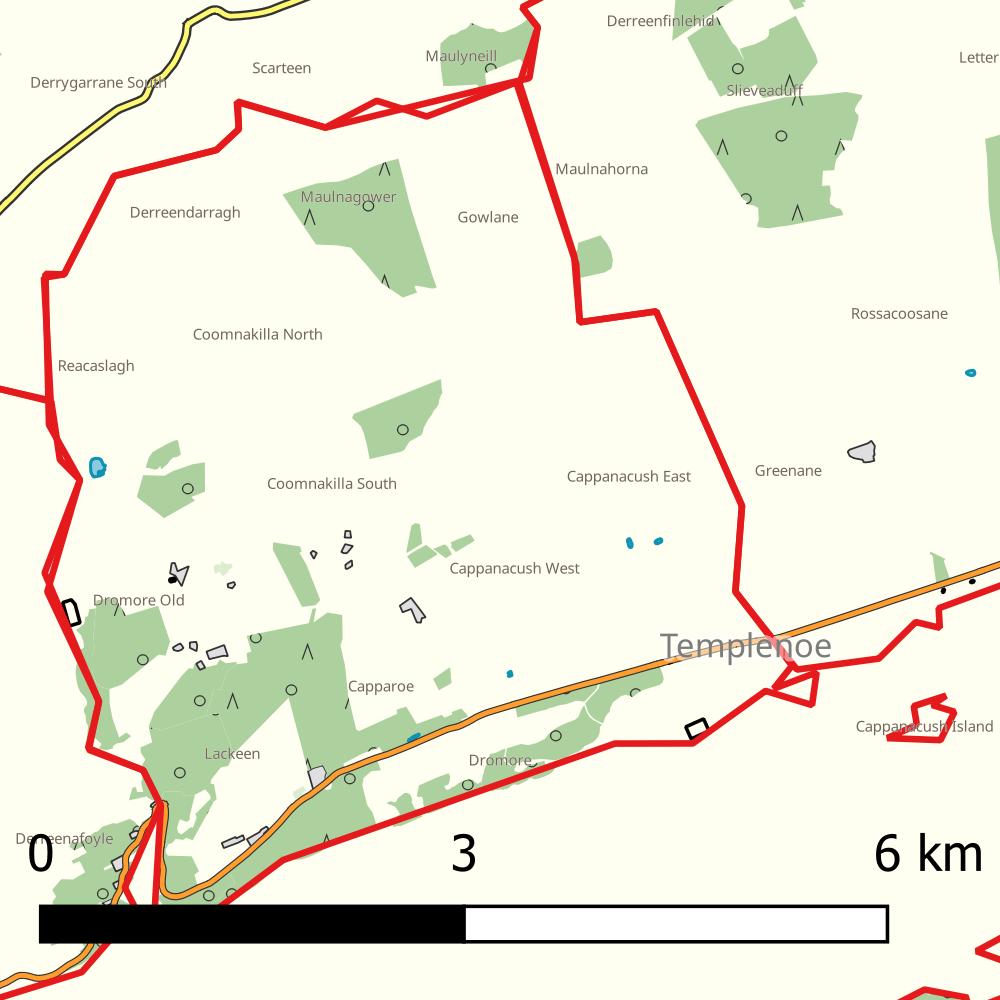 Derreenfinlehid
Maulyneill
Letter
Scarteen
Derrygarrane South
Slieveaduff
Maulnahorna
Maulnagower
Derreendarragh
Gowlane
Rossacoosane
Coomnakilla North
Reacaslagh
Greenane
Cappanacush East
Coomnakilla South
Cappanacush West
Dromore Old
Templenoe
Capparoe
Cappanacush Island
Lackeen
Dromore
Derreenafoyle
0 3 6 km